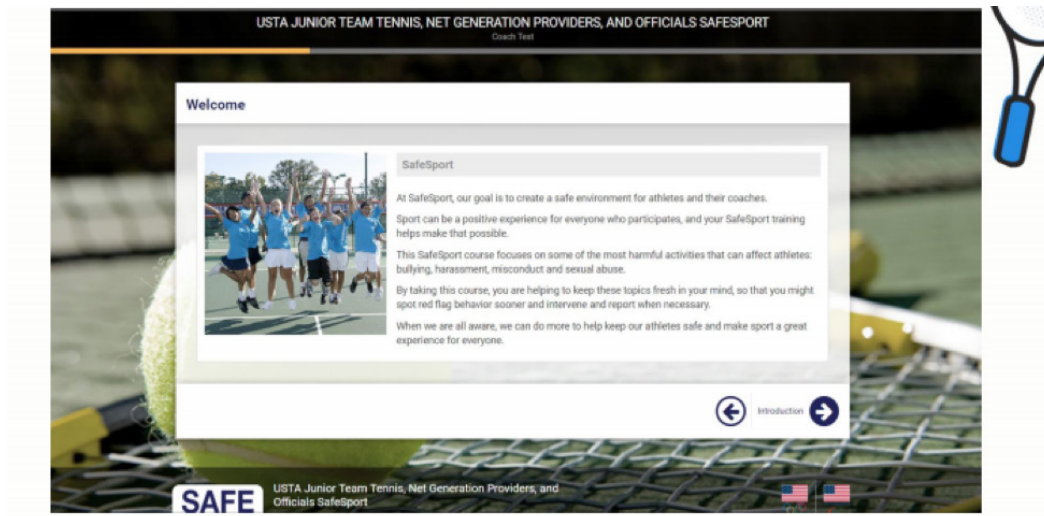 USTA JUNIOR TEAM TENNIS, NET GENERATION PROVIDERS, AND OFFICIALS SAFESPORT
Coach Test
Welcome
SafeSport
At SafeSport, our goal is to create a safe environment for athletes and their coaches.
Sport can be a positive experience for everyone who participates, and your SafeSport training
helps make that possible.
This SafeSport course focuses on some of the most harmful activities that can affect athletes:
bullying, harassment, misconduct and sexual abuse.
By taking this course, you are helping to keep these topics fresh in your mind, so that you might
spot red flag behavior sooner and intervene and report when necessary.
When we are all aware, we can do more to help keep our athletes safe and make sport a great
experience for everyone.
Introduction
SAFE
USTA Junior Team Tennis, Net Generation Providers, and
Officials SafeSport